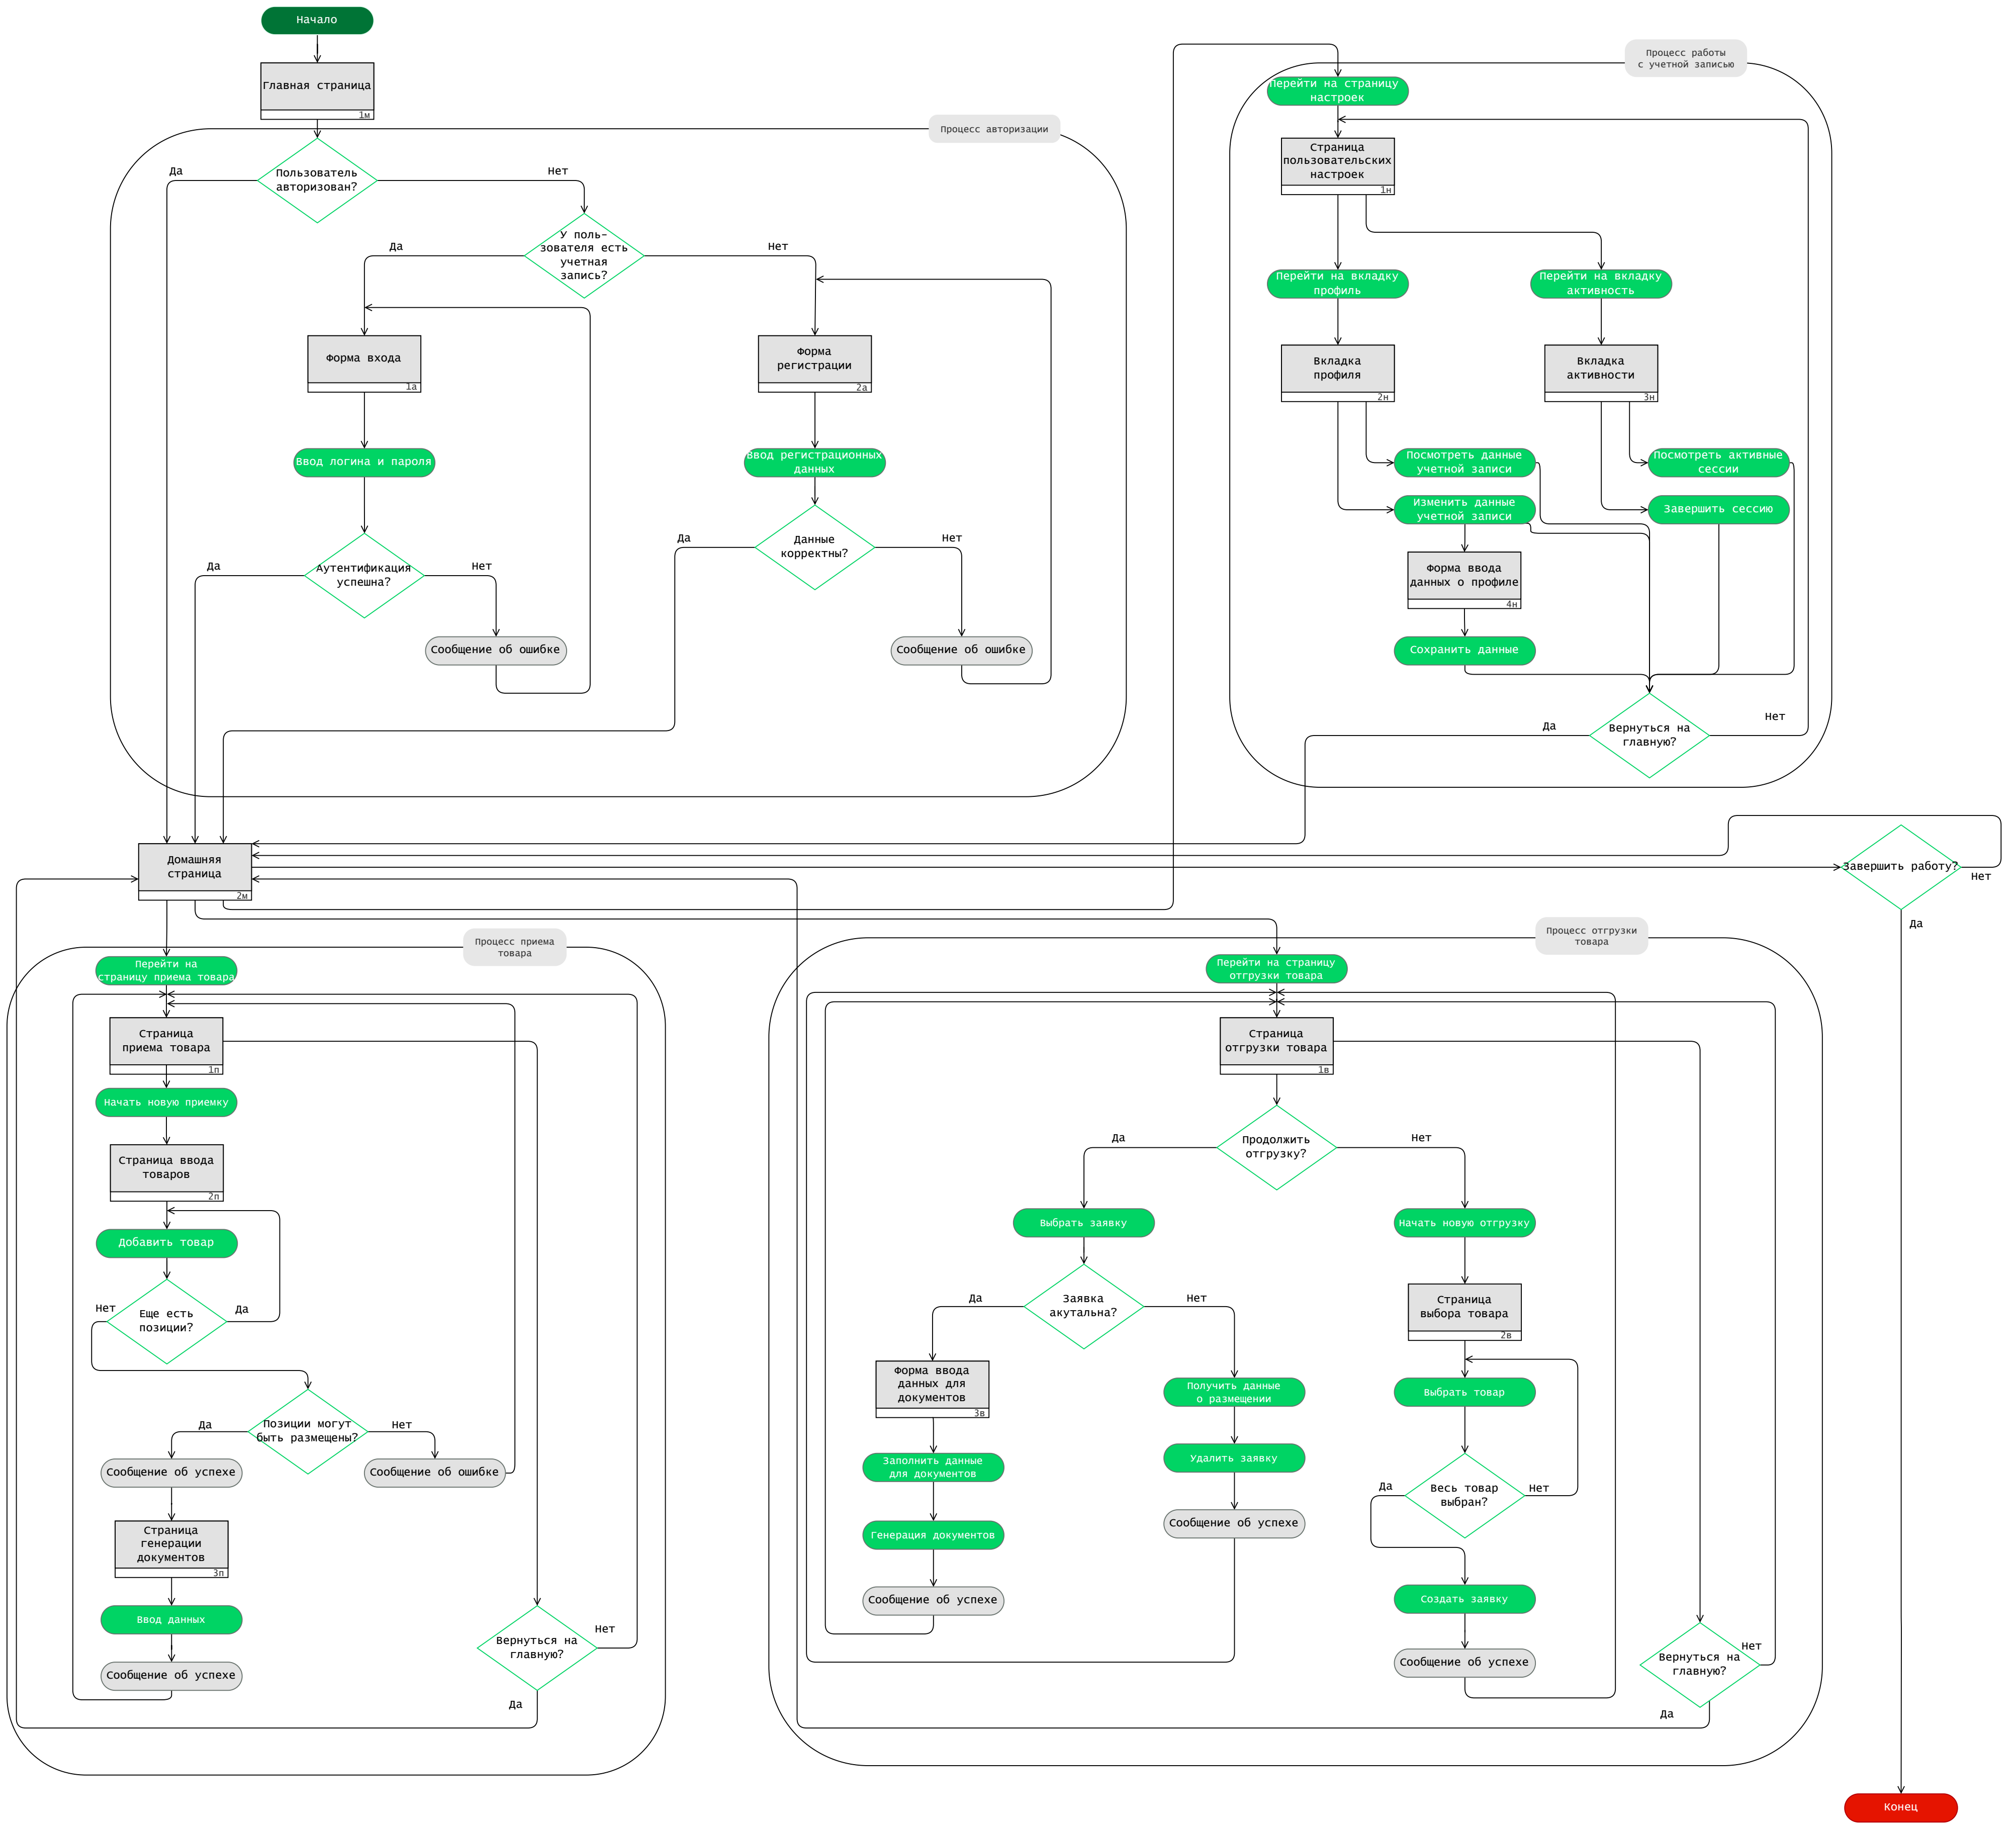 Начало
Главная страница
1м
Процесс авторизации
Да
Пользователь
авторизован?
Нет
У поль-
зователя есть
учетная
запись?
Да
Нет
Форма входа
1а
Форма
регистрации
2а
Ввод логина и пароля
Ввод регистрационных
данных
Да
Аутентификация
успешна?
Нет
Да
Данные
корректны?
Нет
Сообщение об ошибке
Сообщение об ошибке
Процесс работы
с учетной записью
Перейти на страницу
настроек
Страница
пользовательских
настроек
1н
Перейти на вкладку
профиль
Перейти на вкладку
активность
Вкладка
профиля
2н
Вкладка
активности
3н
Посмотреть данные
учетной записи
Посмотреть активные
сессии
Изменить данные
учетной записи
Завершить сессию
Форма ввода
данных о профиле
4н
Сохранить данные
Да
Вернуться на
главную?
Нет
Домашняя
страница
2м
Завершить работу?
Нет
Да
Процесс приема
товара
Перейти на
страницу приема товара
Страница
приема товара
1п
Начать новую приемку
Страница ввода
товаров
2п
Добавить товар
Нет
Еще есть
позиции?
Да
Да
Позиции могут
быть размещены?
Нет
Сообщение об успехе
Сообщение об ошибке
Страница
генерации
документов
3п
Ввод данных
Сообщение об успехе
Вернуться на
главную?
Нет
Да
Процесс отгрузки
товара
Перейти на страницу
отгрузки товара
Страница
отгрузки товара
1в
Да
Продолжить
отгрузку?
Нет
Выбрать заявку
Начать новую отгрузку
Да
Заявка
акутальна?
Нет
Страница
выбора товара
2в
Форма ввода
данных для
документов
3в
Получить данные
о размещении
Выбрать товар
Заполнить данные
для документов
Удалить заявку
Да
Весь товар
выбран?
Нет
Генерация документов
Сообщение об успехе
Сообщение об успехе
Создать заявку
Сообщение об успехе
Вернуться на
главную?
Нет
Да
Конец